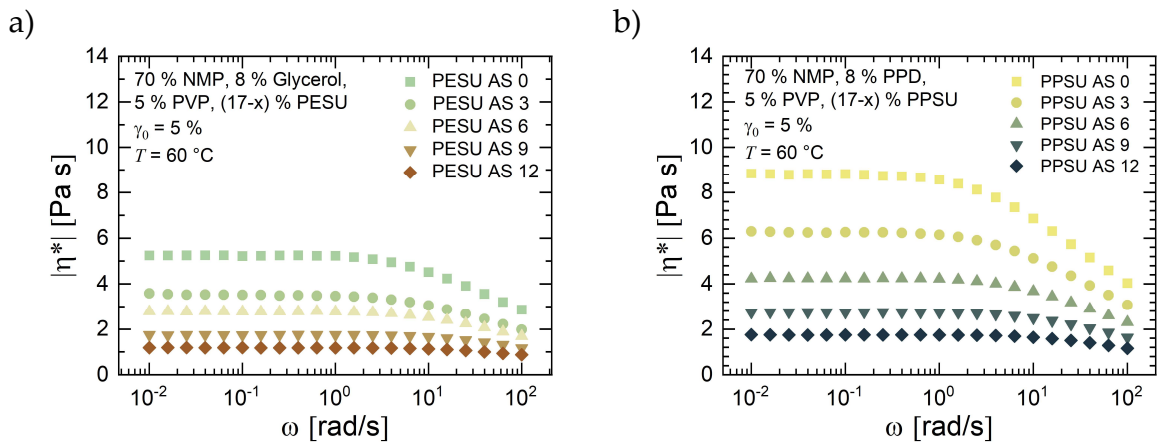 a)
14
12
10
8
6
4
2
0
|η*| [Pa s]
70 % NMP, 8 % Glycerol,
5 % PVP, (17-x) % PESU
γ₀ = 5 %
T = 60 °C
PESU AS 0
PESU AS 3
PESU AS 6
PESU AS 9
PESU AS 12
10⁻² 10⁻¹ 10⁰ 10¹ 10²
ω [rad/s]
b)
14
12
10
8
6
4
2
0
|η*| [Pa s]
70 % NMP, 8 % PPD,
5 % PVP, (17-x) % PPSU
γ₀ = 5 %
T = 60 °C
PPSU AS 0
PPSU AS 3
PPSU AS 6
PPSU AS 9
PPSU AS 12
10⁻² 10⁻¹ 10⁰ 10¹ 10²
ω [rad/s]